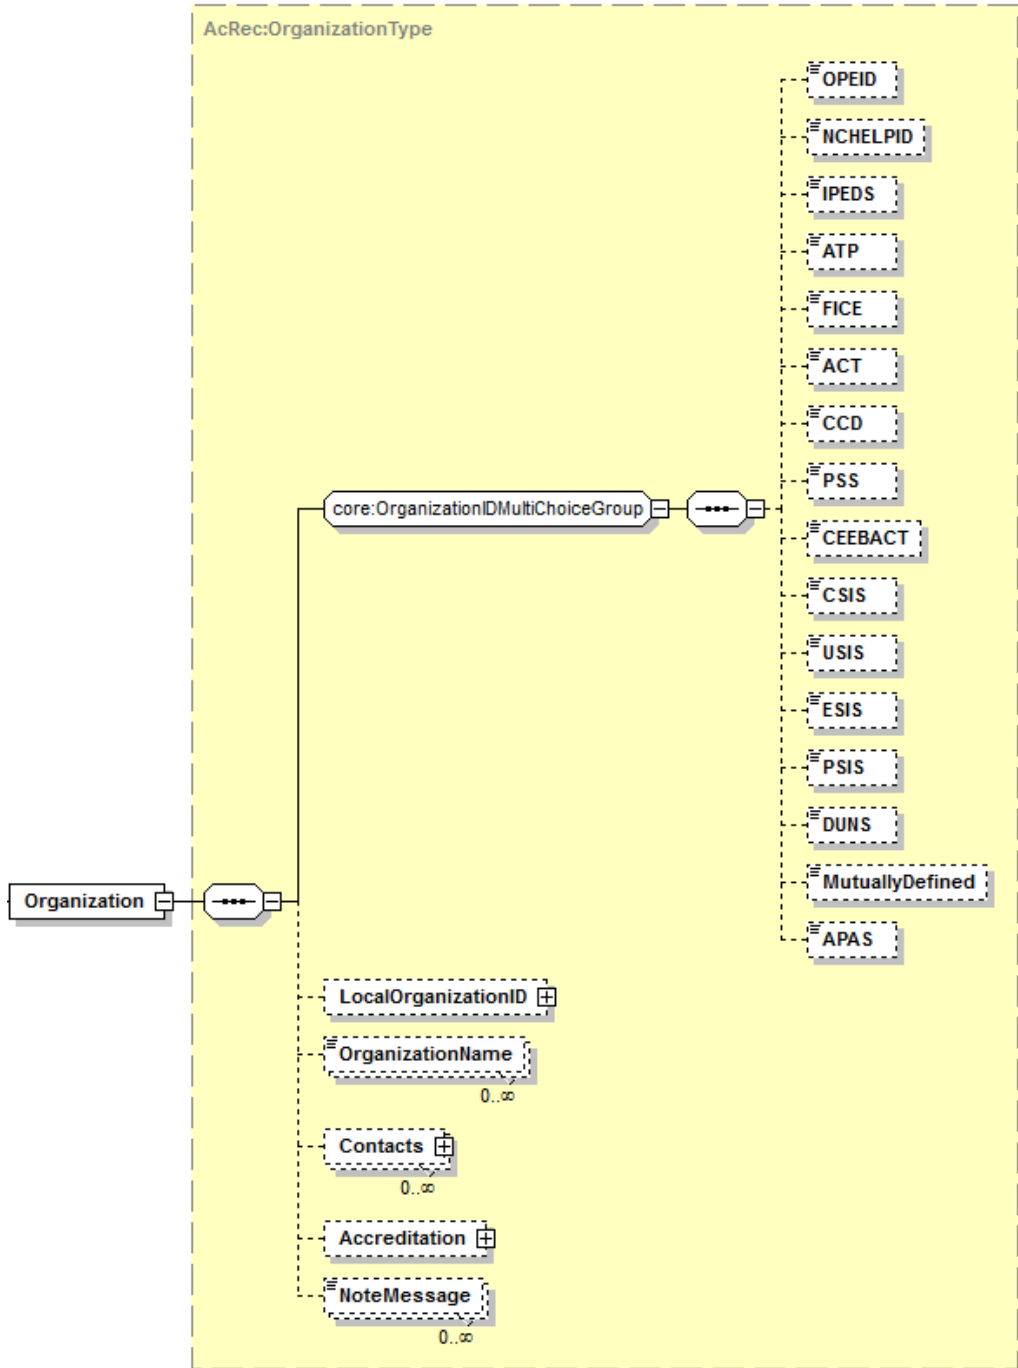 AcRec:OrganizationType
OPEID
NCHELPID
IPEDS
ATP
FICE
ACT
CCD
PSS
core:OrganizationIDMultiChoiceGroup
CEEBACT
CSIS
USIS
ESIS
PSIS
DUNS
MutuallyDefined
Organization
APAS
LocalOrganizationID
OrganizationName
0..∞
Contacts
0..∞
Accreditation
NoteMessage
0..∞